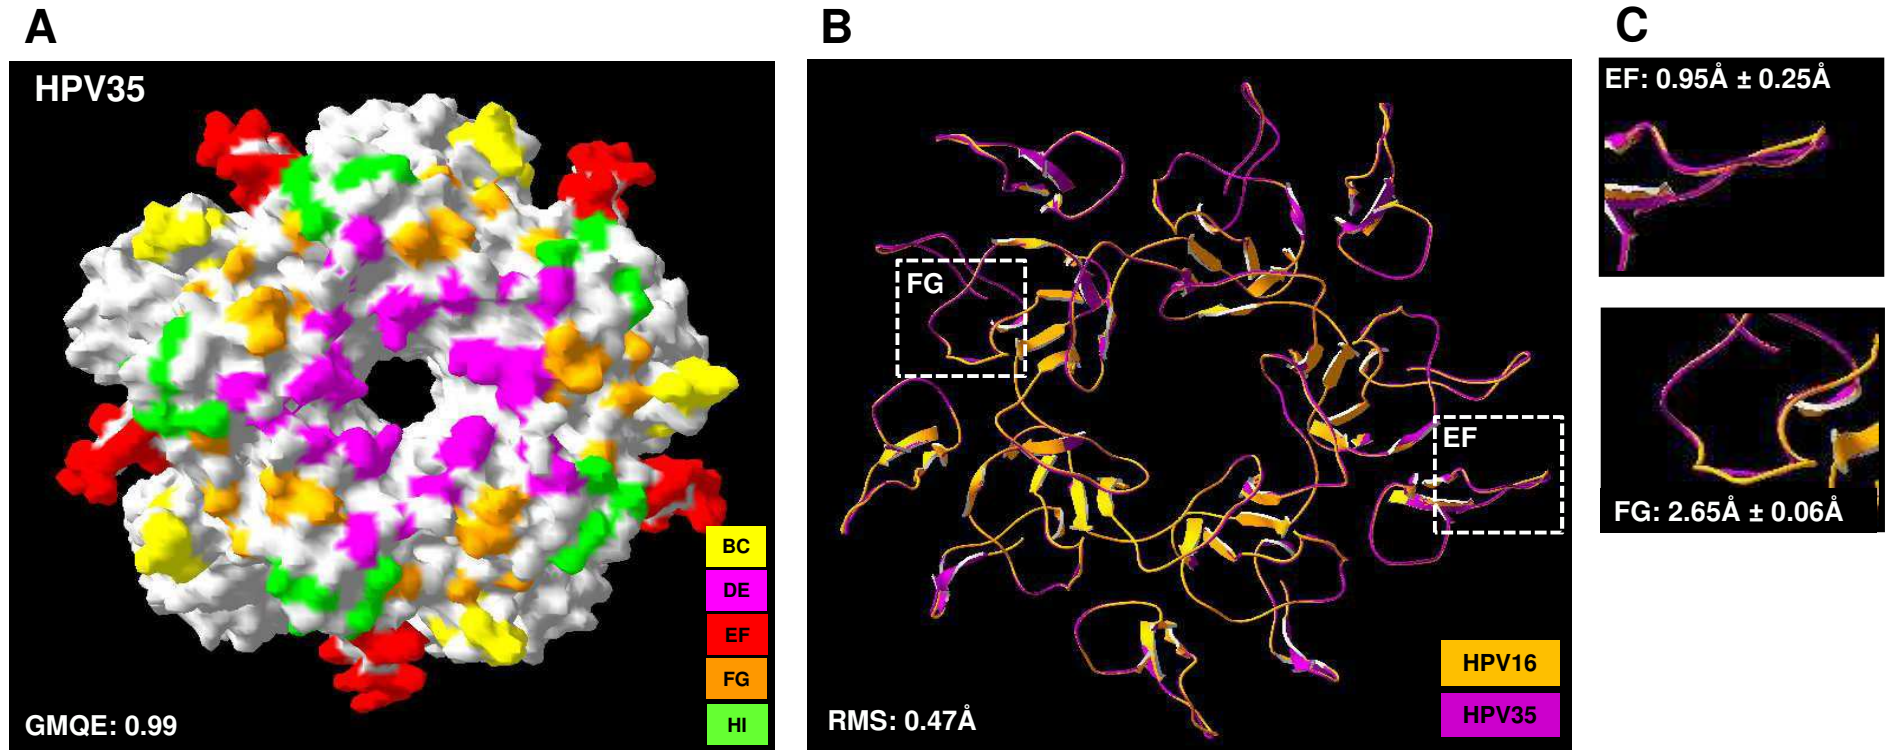 A
HPV35
BC
DE
EF
FG
HI
GMQE: 0.99
B
FG
EF
HPV16
HPV35
RMS: 0.47Å
C
EF: 0.95Å ± 0.25Å
FG: 2.65Å ± 0.06Å